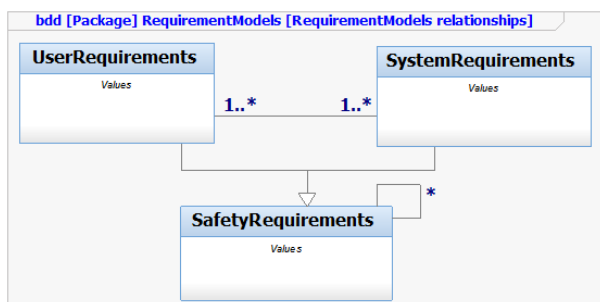 bdd [Package] RequirementModels [RequirementModels relationships]
UserRequirements
Values
SystemRequirements
Values
1..*
1..*
SafetyRequirements
Values
*